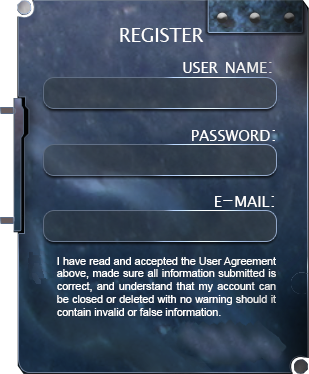 REGISTER
USER NAME:
PASSWORD:
E-MAIL:
I have read and accepted the User Agreement
above, made sure all information submitted is
correct, and understand that my account can
be closed or deleted with no warning should it
contain invalid or false information.